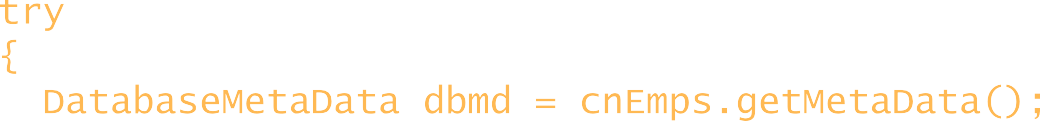 try
{
DatabaseMetaData dbmd = cnEmps.getMetaData();